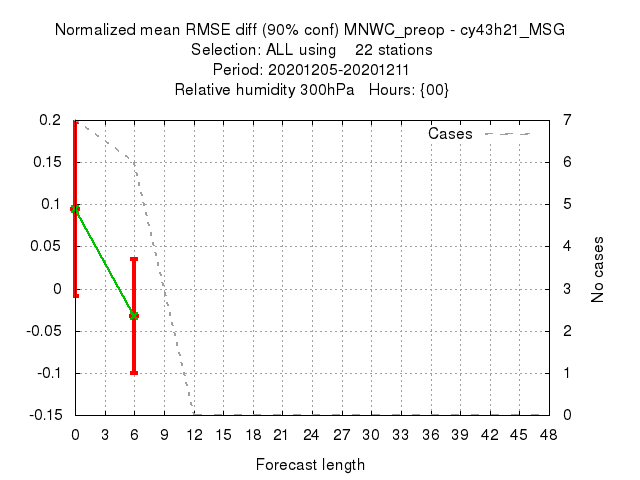 Normalized mean RMSE diff (90% conf) MNWC_preop - cy43h21_MSG
Selection: ALL using    22 stations
Period: 20201205-20201211
Relative humidity 300hPa   Hours: {00}
Cases
0.2
0.15
0.1
0.05
0
-0.05
-0.1
-0.15
7
6
5
4
3
2
1
0
No cases
0 3 6 9 12 15 18 21 24 27 30 33 36 39 42 45 48
Forecast length